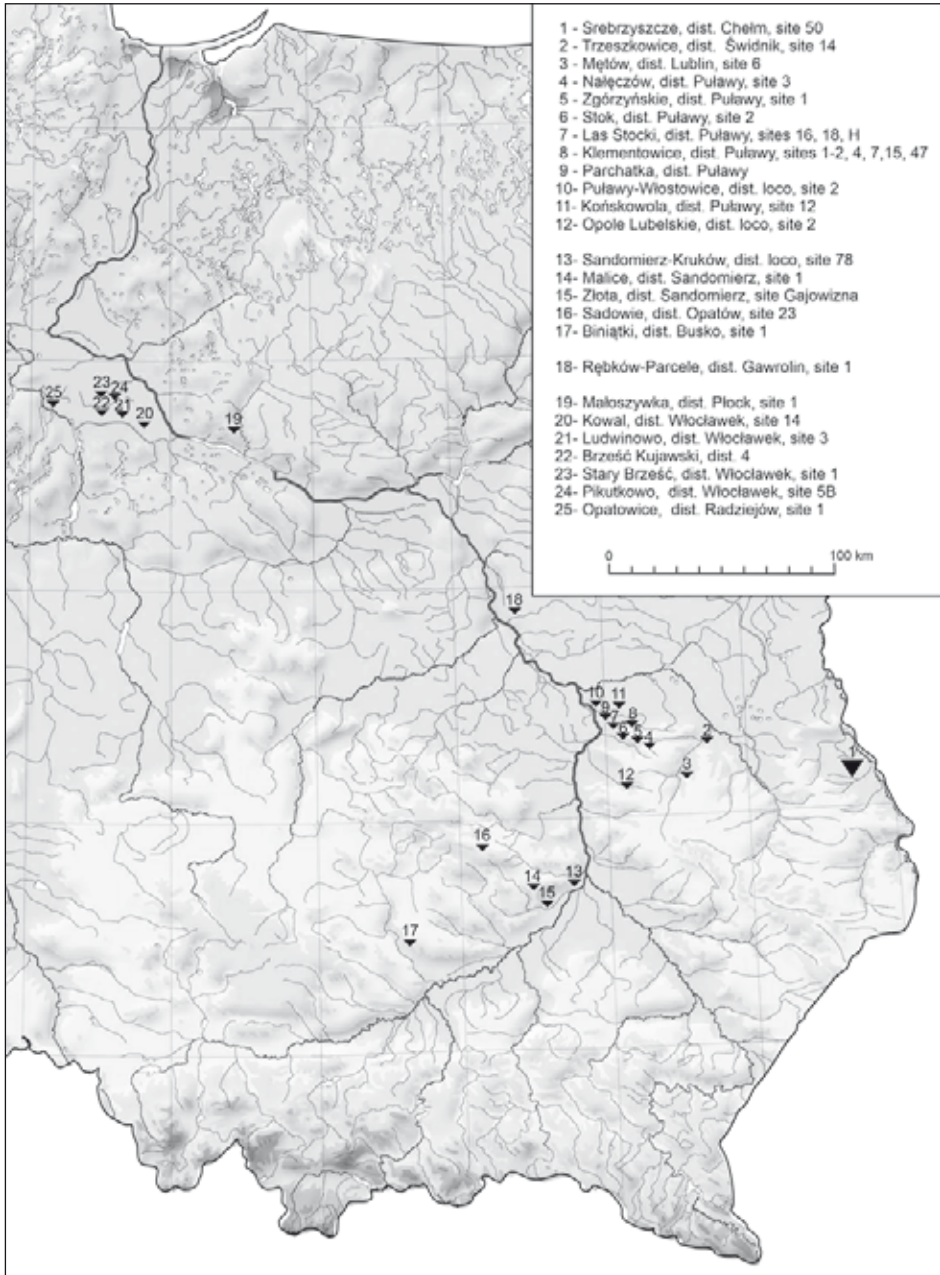 1 - Srebrzyszcze, dist. Chełm, site 50
2 - Trzeszkowice, dist. Świdnik, site 14
3 - Mętów, dist. Lublin, site 6
4 - Nałęczów, dist. Puławy, site 3
5 - Zgórzyńskie, dist. Puławy, site 1
6 - Stok, dist. Puławy, site 2
7 - Las Stocki, dist. Puławy, sites 16, 18, H
8 - Klementowice, dist. Puławy, sites 1-2, 4, 7,15, 47
9 - Parchatka, dist. Puławy
10- Puławy-Włostowice, dist. loco, site 2
11- Końskowola, dist. Puławy, site 12
12- Opole Lubelskie, dist. loco, site 2
13- Sandomierz-Kruków, dist. loco, site 78
14- Malice, dist. Sandomierz, site 1
15- Złota, dist. Sandomierz, site Gajowizna
16- Sadowie, dist. Opatów, site 23
17- Biniątki, dist. Busko, site 1
18- Rębków-Parcele, dist. Gawrolin, site 1
19- Małoszywka, dist. Płock, site 1
20- Kowal, dist. Włocławek, site 14
21- Ludwinowo, dist. Włocławek, site 3
22- Brześć Kujawski, dist. 4
23- Stary Brześć, dist. Włocławek, site 1
24- Pikutkowo, dist. Włocławek, site 5B
25- Opatowice, dist. Radziejów, site 1
0 100 km
23
24
25
22
21
20
19
18
10
11
9
7
8
6
5
4
2
1
3
12
16
14
13
15
17